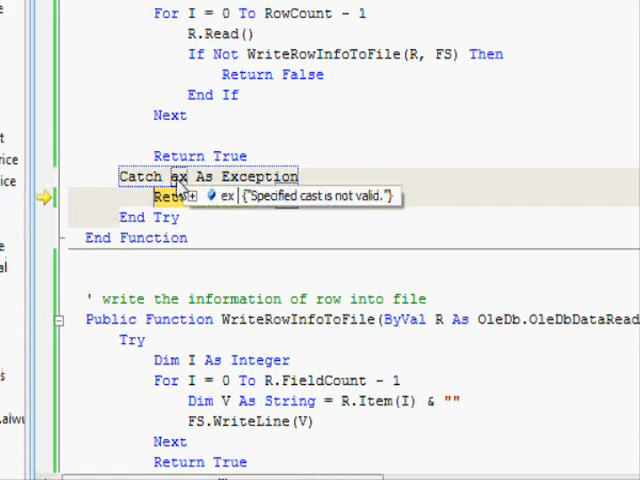 For I = 0 To RowCount - 1
R.Read()
If Not WriteRowInfoToFile(R, FS) Then
Return False
End If
Next
Return True
Catch ex As Exception
ex {"Specified cast is not valid."}
End Try
End Function
' write the information of row into file
Public Function WriteRowInfoToFile(ByVal R As OleDb.OleDbDataRead
Try
Dim I As Integer
For I = 0 To R.FieldCount - 1
Dim V As String = R.Item(I) & ""
FS.WriteLine(V)
Next
Return True